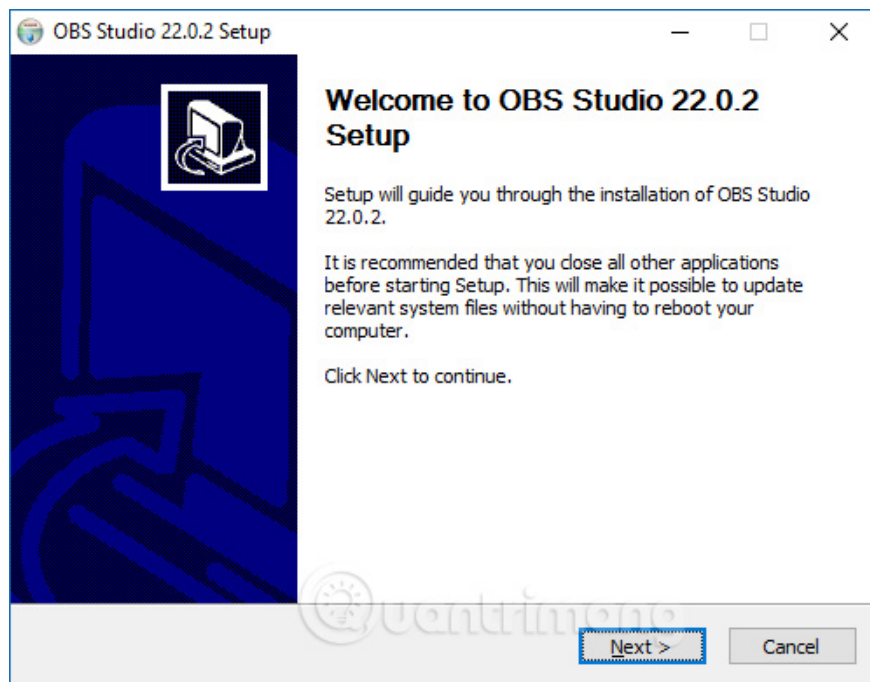 OBS Studio 22.0.2 Setup
Welcome to OBS Studio 22.0.2
Setup
Setup will guide you through the installation of OBS Studio
22.0.2.
It is recommended that you close all other applications
before starting Setup. This will make it possible to update
relevant system files without having to reboot your
computer.
Click Next to continue.
Quantrimang
Next >
Cancel